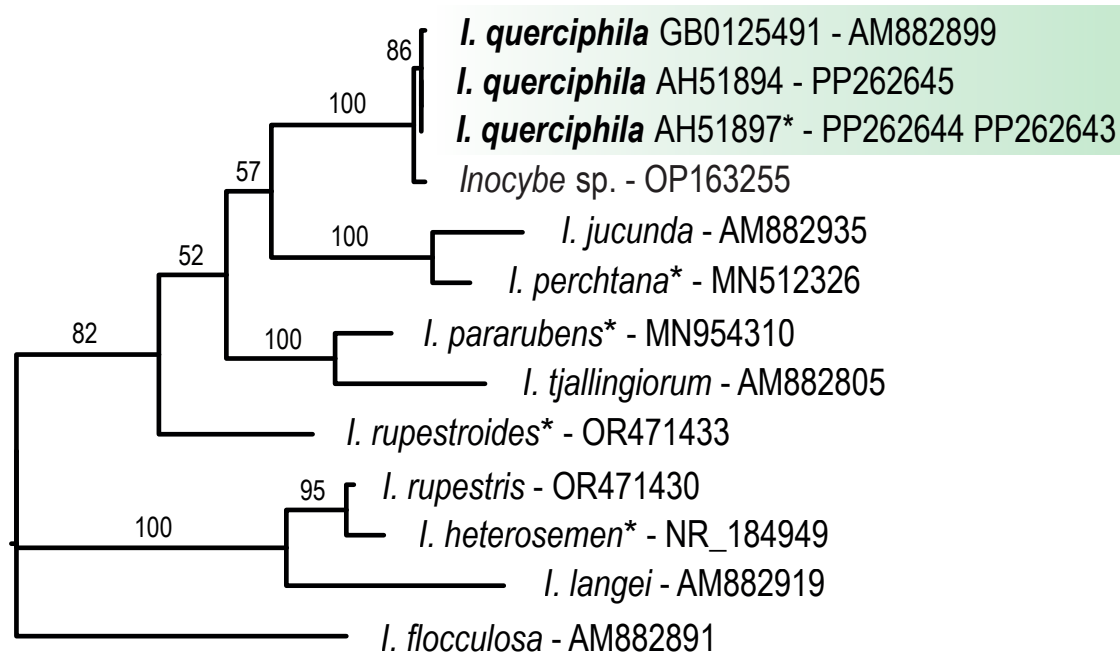 86
I. querciphila GB0125491 - AM882899
I. querciphila AH51894 - PP262645
100
I. querciphila AH51897* - PP262644 PP262643
57
Inocybe sp. - OP163255
100
I. jucunda - AM882935
52
I. perchtana* - MN512326
82
100
I. pararubens* - MN954310
I. tjallingiorum - AM882805
I. rupestroides* - OR471433
95
I. rupestris - OR471430
100
I. heterosemen* - NR_184949
I. langei - AM882919
I. flocculosa - AM882891